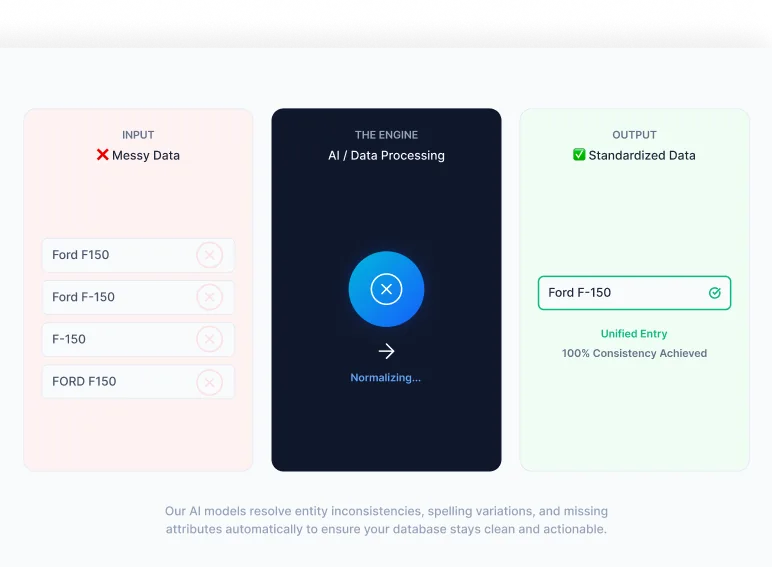 INPUT
❌ Messy Data
Ford F150
Ford F-150
F-150
FORD F150
THE ENGINE
AI / Data Processing
Normalizing...
OUTPUT
✅ Standardized Data
Ford F-150
Unified Entry
100% Consistency Achieved
Our AI models resolve entity inconsistencies, spelling variations, and missing
attributes automatically to ensure your database stays clean and actionable.